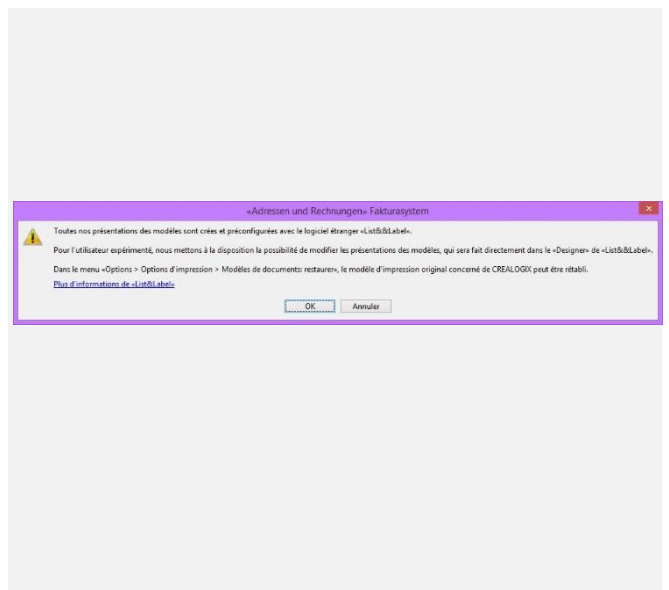 «Adressen und Rechnungen» Fakturasystem
Toutes nos présentations des modèles sont crées et préconfigurées avec le logiciel étranger «List&&Label».
Pour l'utilisateur expérimenté, nous mettons à la disposition la possibilité de modifier les présentations des modèles, qui sera fait directement dans le «Designer» de «List&&Label».
Dans le menu «Options > Options d'impression > Modèles de documents: restaurer», le modèle d'impression original concerné de CREALOGIX peut être rétabli.
Plus d'informations de «List&Label»
OK Annuler